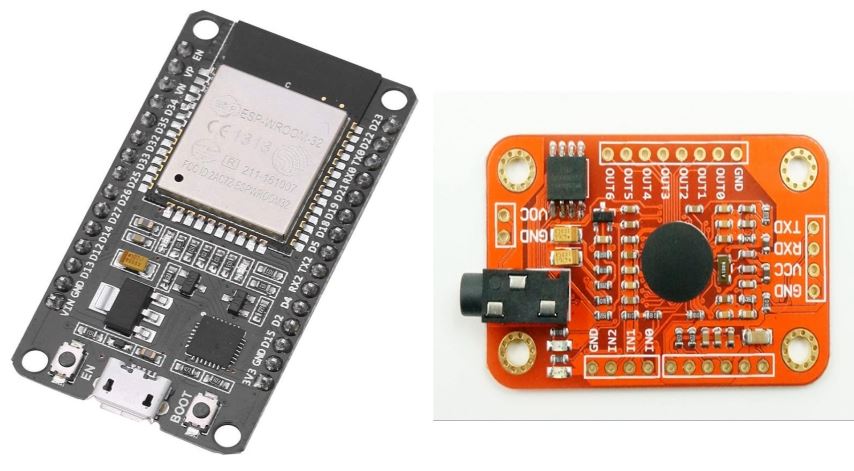 EN
VP
VN
D34
D35
D32
D33
D25
D26
D27
D14
D12
D13
GND
VIN
ESP-WROOM-32
CE1313
R 211-161007
FCC ID:2AC7Z-ESPWROOM32
D23
D22
TX0
RX0
D21
D19
D18
D5
TX2
RX2
D4
D2
D15
GND
3V3
EN
BOOT
OUT6
OUT5
OUT4
OUT3
OUT2
OUT1
OUT0
GND
VCC
GND
TXD
RXD
VCC
GND
GND
IN2
IN1
IN0